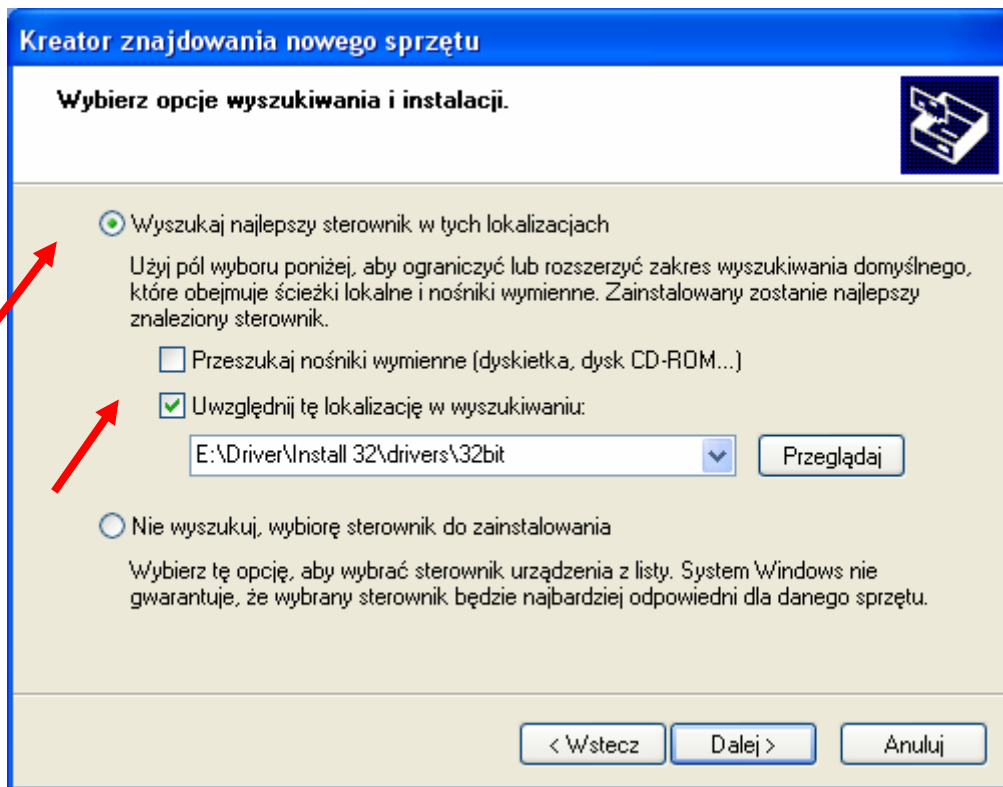 Kreator znajdowania nowego sprzętu
Wybierz opcje wyszukiwania i instalacji.
Wyszukaj najlepszy sterownik w tych lokalizacjach
Użyj pól wyboru poniżej, aby ograniczyć lub rozszerzyć zakres wyszukiwania domyślnego,
które obejmuje ścieżki lokalne i nośniki wymienne. Zainstalowany zostanie najlepszy
znaleziony sterownik.
Przeszukaj nośniki wymienne (dyskietka, dysk CD-ROM...)
Uwzględnij tę lokalizację w wyszukiwaniu:
E:\Driver\Install 32\drivers\32bit
Przeglądaj
Nie wyszukuj, wybiorę sterownik do zainstalowania
Wybierz tę opcję, aby wybrać sterownik urządzenia z listy. System Windows nie
gwarantuje, że wybrany sterownik będzie najbardziej odpowiedni dla danego sprzętu.
< Wstecz
Dalej >
Anuluj